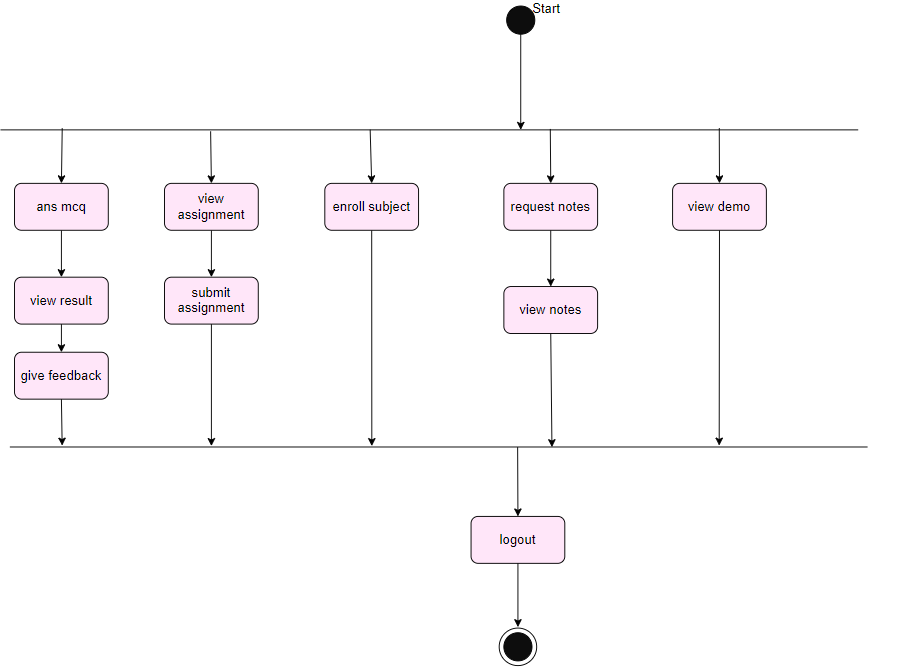 Start
ans mcq
view
assignment
enroll subject
request notes
view demo
view result
submit
assignment
view notes
give feedback
logout